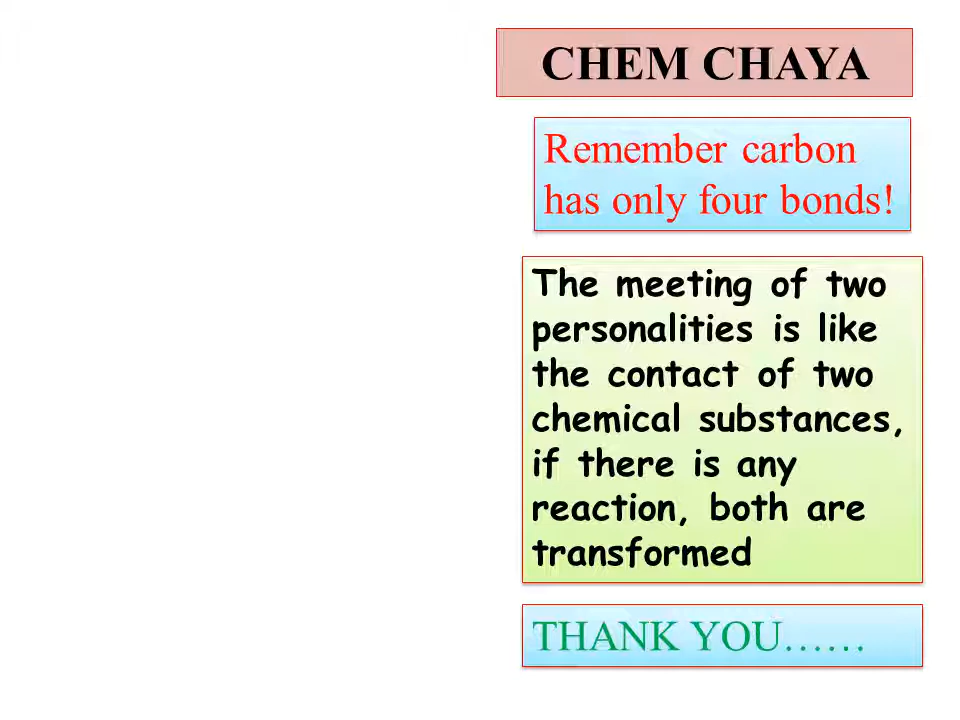 CHEM CHAYA
Remember carbon
has only four bonds!
The meeting of two
personalities is like
the contact of two
chemical substances,
if there is any
reaction, both are
transformed
THANK YOU......